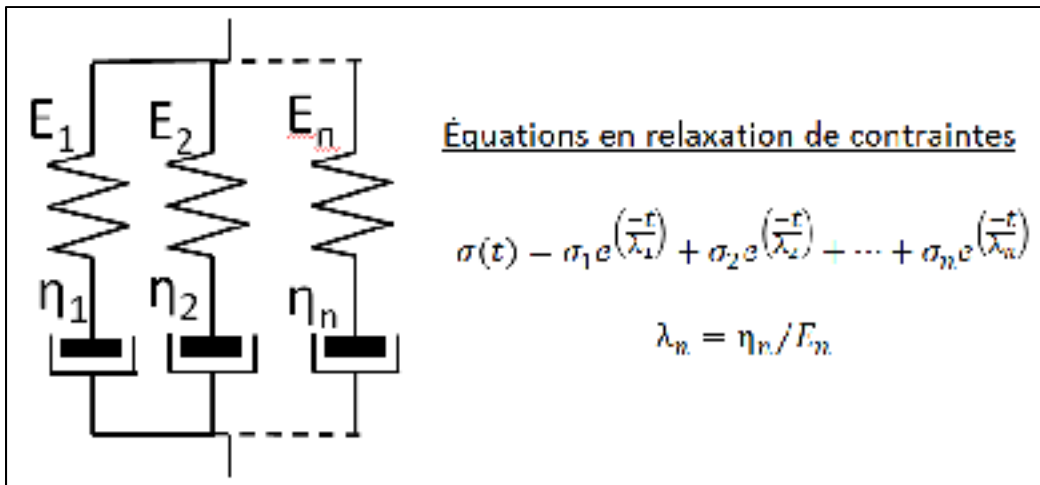 E₁ E₂ Eₙ
η₁ η₂ ηₙ
Équations en relaxation de contraintes
σ(t) = σ₁e^(−t/λ₁) + σ₂e^(−t/λ₂) + ⋯ + σₙe^(−t/λₙ)
λₙ = ηₙ/Eₙ